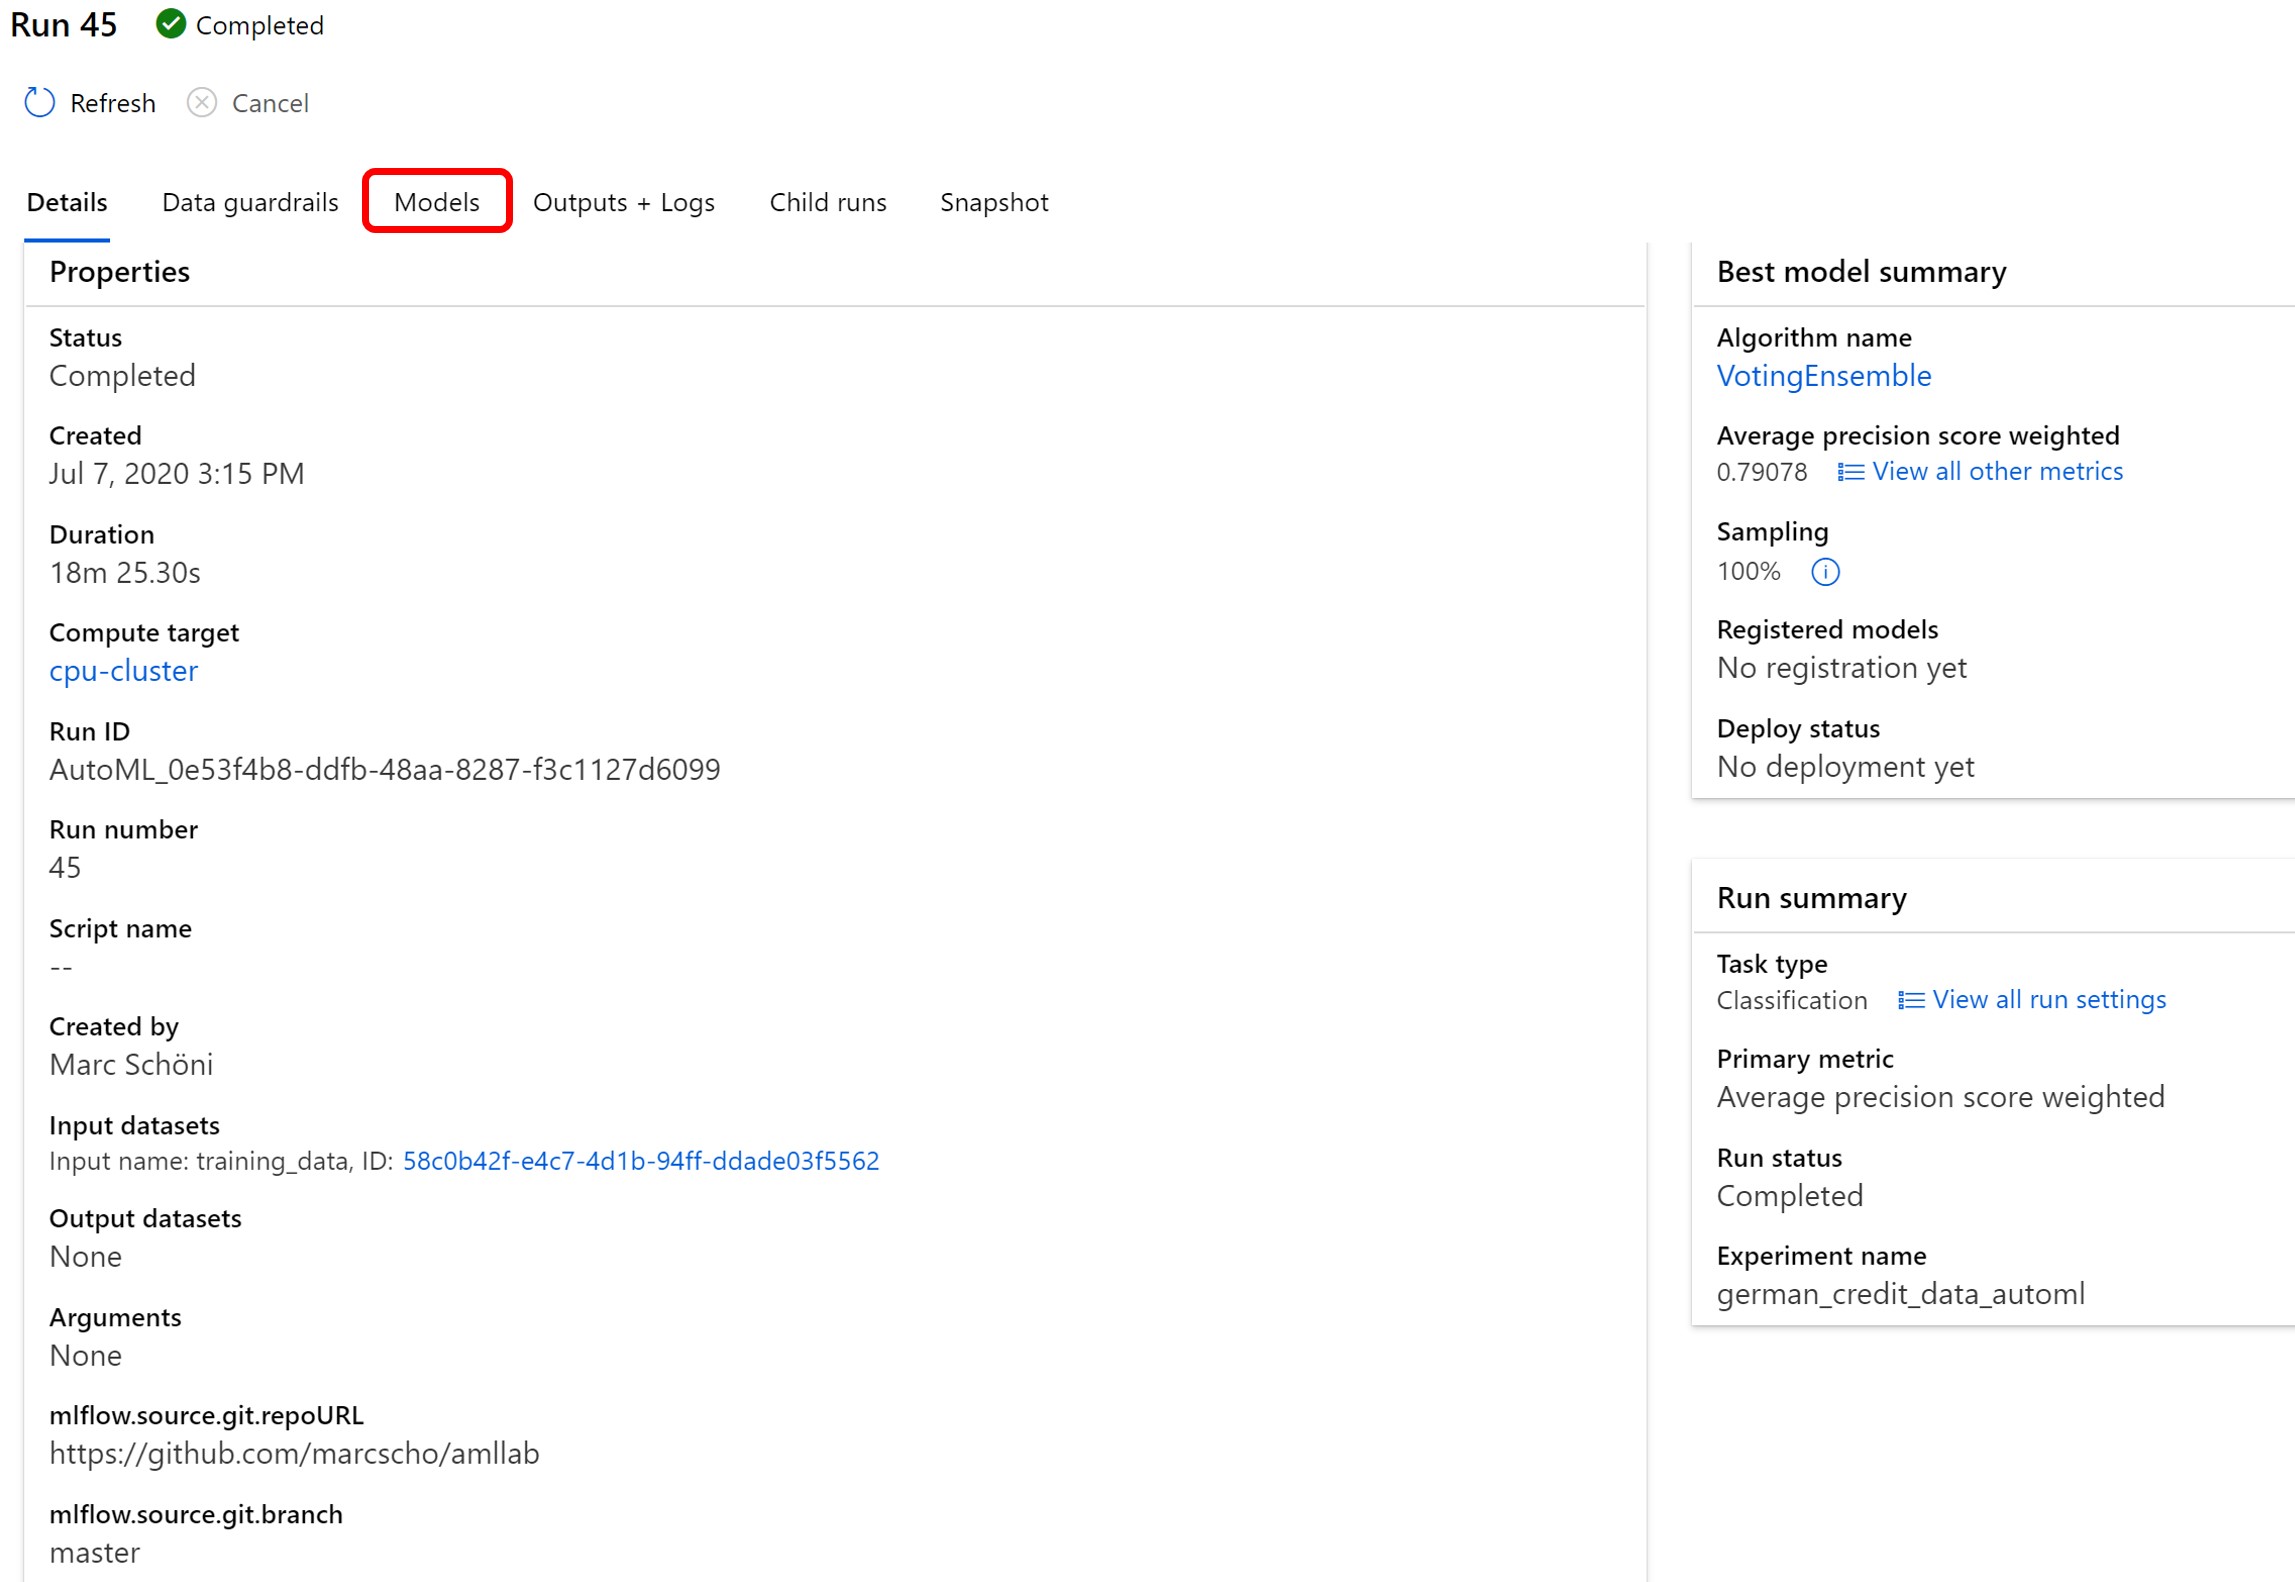 Run 45 Completed
Refresh Cancel
Details Data guardrails Models Outputs + Logs Child runs Snapshot
Properties
Status
Completed
Created
Jul 7, 2020 3:15 PM
Duration
18m 25.30s
Compute target
cpu-cluster
Run ID
AutoML_0e53f4b8-ddfb-48aa-8287-f3c1127d6099
Run number
45
Script name
--
Created by
Marc Schöni
Input datasets
Input name: training_data, ID: 58c0b42f-e4c7-4d1b-94ff-ddade03f5562
Output datasets
None
Arguments
None
mlflow.source.git.repoURL
https://github.com/marcscho/amllab
mlflow.source.git.branch
master
Best model summary
Algorithm name
VotingEnsemble
Average precision score weighted
0.79078 View all other metrics
Sampling
100%
Registered models
No registration yet
Deploy status
No deployment yet
Run summary
Task type
Classification View all run settings
Primary metric
Average precision score weighted
Run status
Completed
Experiment name
german_credit_data_automl